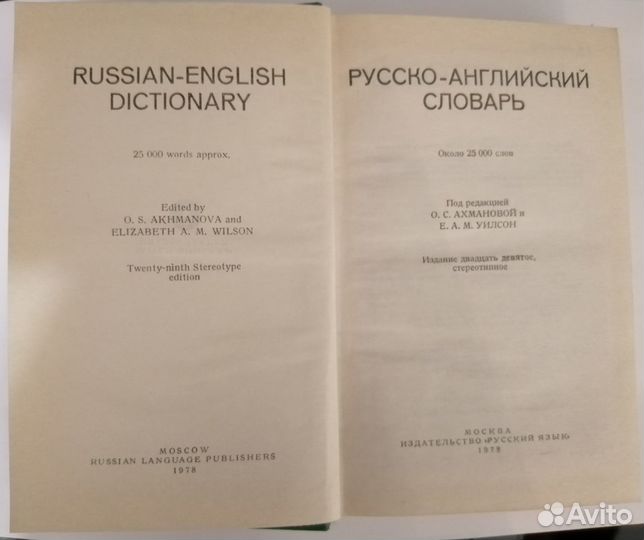 RUSSIAN-ENGLISH
DICTIONARY
25 000 words approx.
Edited by
O. S. AKHMANOVA and
ELIZABETH A. M. WILSON
Twenty-ninth Stereotype
edition
MOSCOW
RUSSIAN LANGUAGE PUBLISHERS
1978
РУССКО-АНГЛИЙСКИЙ
СЛОВАРЬ
Около 25 000 слов
Под редакцией
О. С. АХМАНОВОЙ и
Е. А. М. УИЛСОН
Издание двадцать девятое,
стереотипное
МОСКВА
ИЗДАТЕЛЬСТВО «РУССКИЙ ЯЗЫК»
1978
Avito